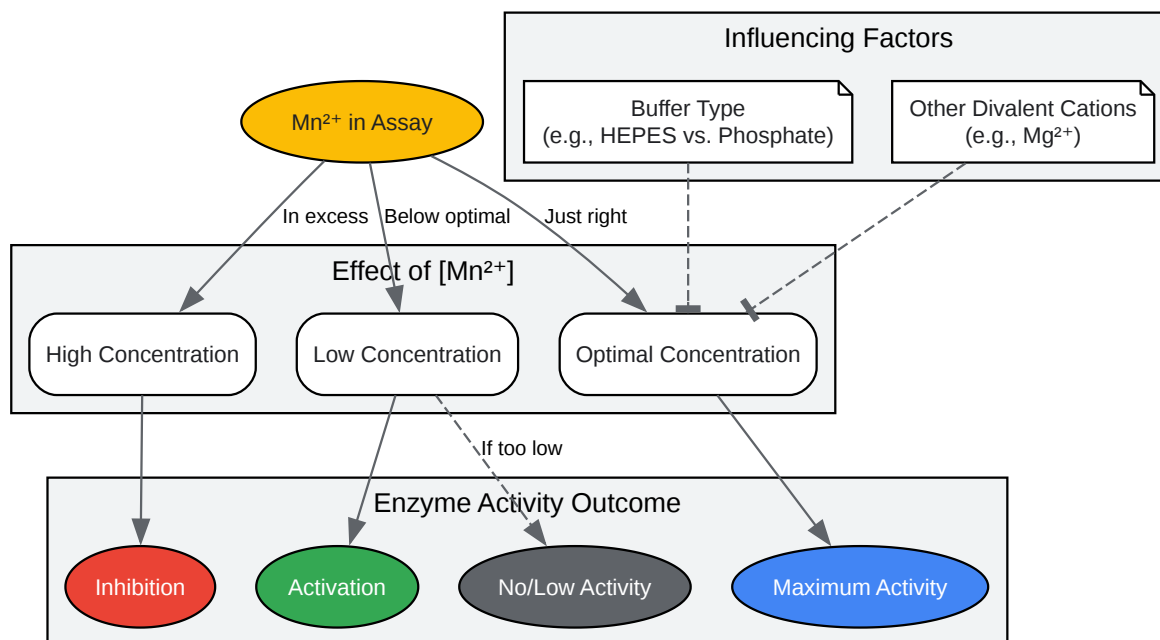 Influencing Factors
Buffer Type
(e.g., HEPES vs. Phosphate)
Other Divalent Cations
(e.g., Mg²⁺)
Mn²⁺ in Assay
In excess
Below optimal
Just right
Effect of [Mn²⁺]
High Concentration
Low Concentration
Optimal Concentration
If too low
Enzyme Activity Outcome
Inhibition
Activation
No/Low Activity
Maximum Activity